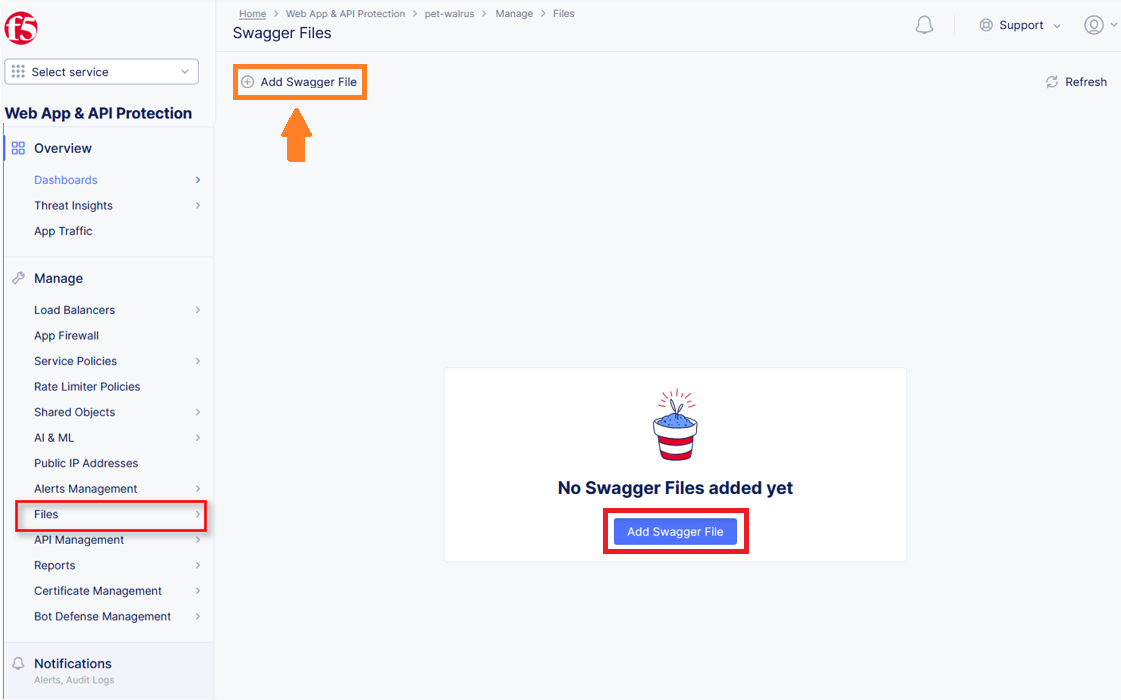 Home > Web App & API Protection > pet-walrus > Manage > Files
Swagger Files
Support
f5
Select service
Add Swagger File
Refresh
Web App & API Protection
Overview
Dashboards
Threat Insights
App Traffic
Manage
Load Balancers
App Firewall
Service Policies
Rate Limiter Policies
Shared Objects
AI & ML
Public IP Addresses
Alerts Management
Files
API Management
Reports
Certificate Management
Bot Defense Management
Notifications
Alerts, Audit Logs
No Swagger Files added yet
Add Swagger File